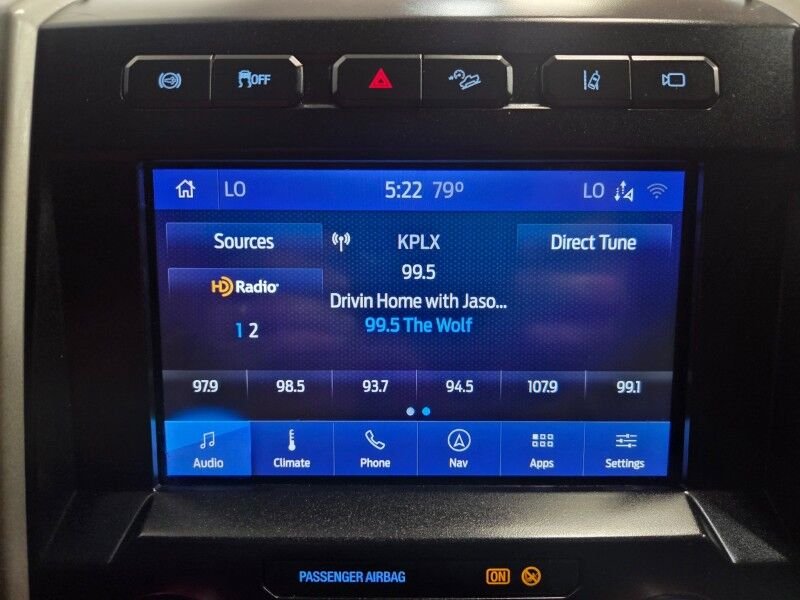 OFF
LO 5:22 79° LO
Sources KPLX Direct Tune
99.5
HD Radio
Drivin Home with Jaso...
1 2 99.5 The Wolf
97.9 98.5 93.7 94.5 107.9 99.1
Audio Climate Phone Nav Apps Settings
PASSENGER AIRBAG ON